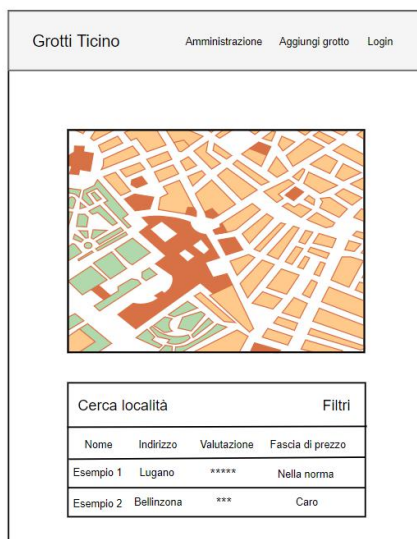 Grotti Ticino Amministrazione Aggiungi grotto Login
Cerca località Filtri
Nome Indirizzo Valutazione Fascia di prezzo
Esempio 1 Lugano ***** Nella norma
Esempio 2 Bellinzona *** Caro